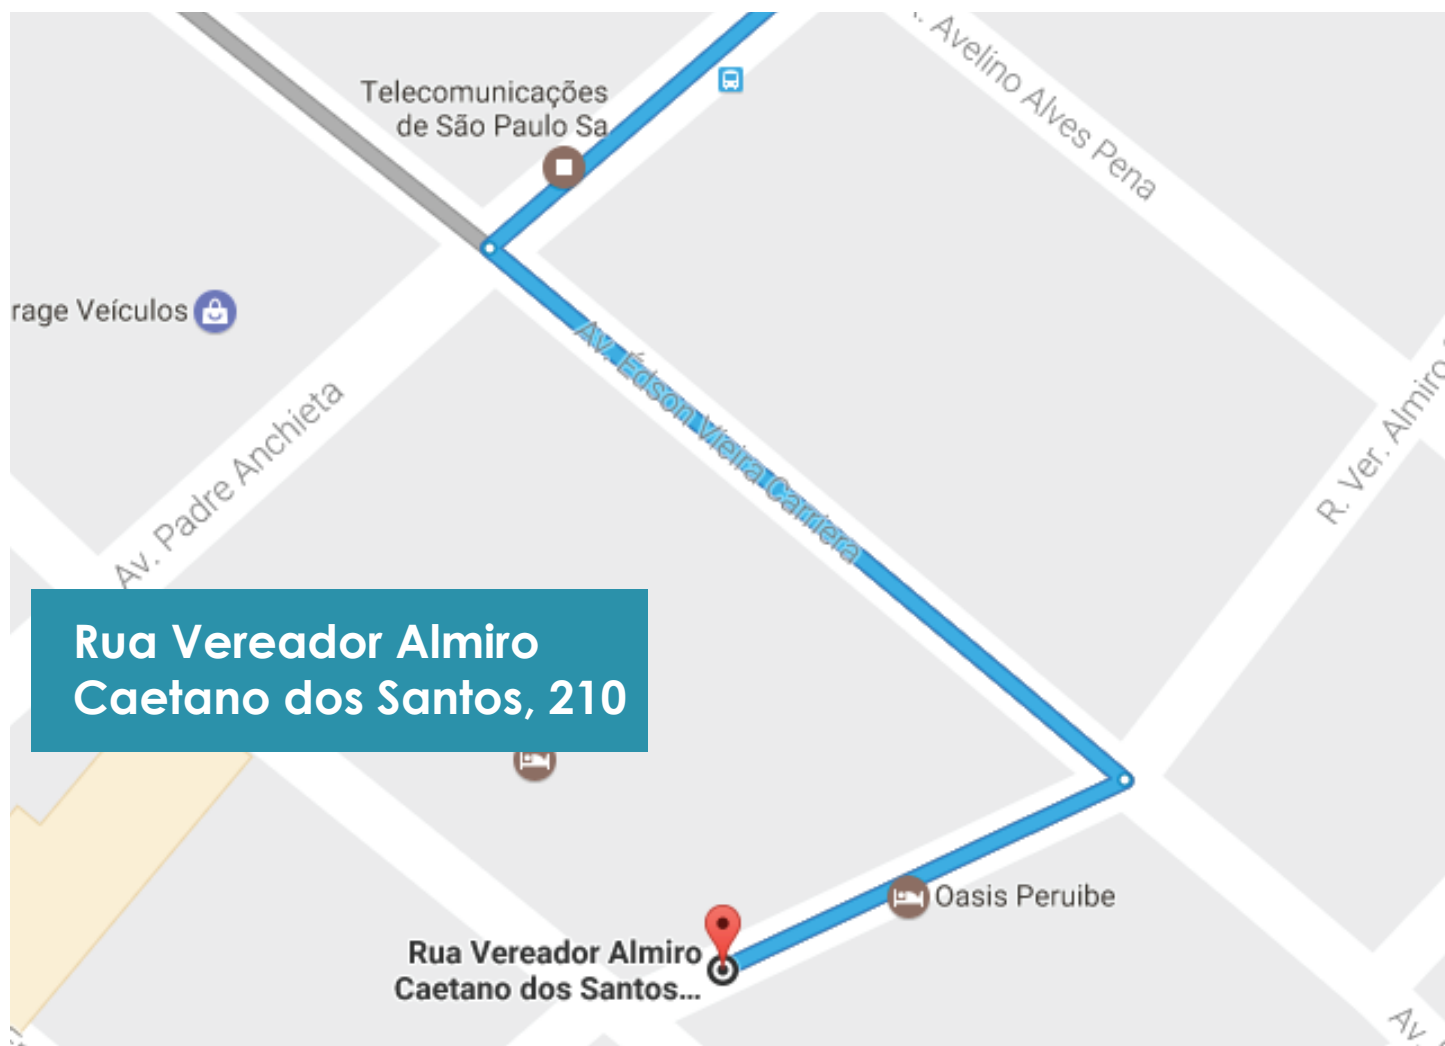 Avelino Alves Pena
Telecomunicações
de São Paulo Sa
rage Veículos
Av. Édson Vieira Carriera
R. Ver. Almiro
Av. Padre Anchieta
Rua Vereador Almiro
Caetano dos Santos, 210
Oasis Peruibe
Rua Vereador Almiro
Caetano dos Santos...
Av.